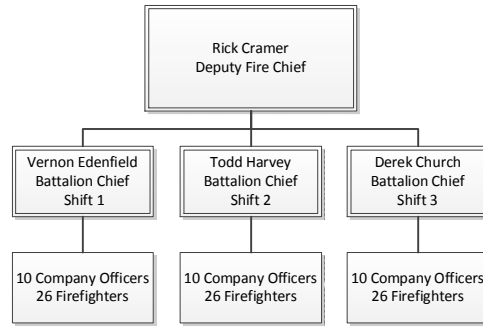 Rick Cramer
Deputy Fire Chief
Vernon Edenfield
Battalion Chief
Shift 1
Todd Harvey
Battalion Chief
Shift 2
Derek Church
Battalion Chief
Shift 3
10 Company Officers
26 Firefighters
10 Company Officers
26 Firefighters
10 Company Officers
26 Firefighters